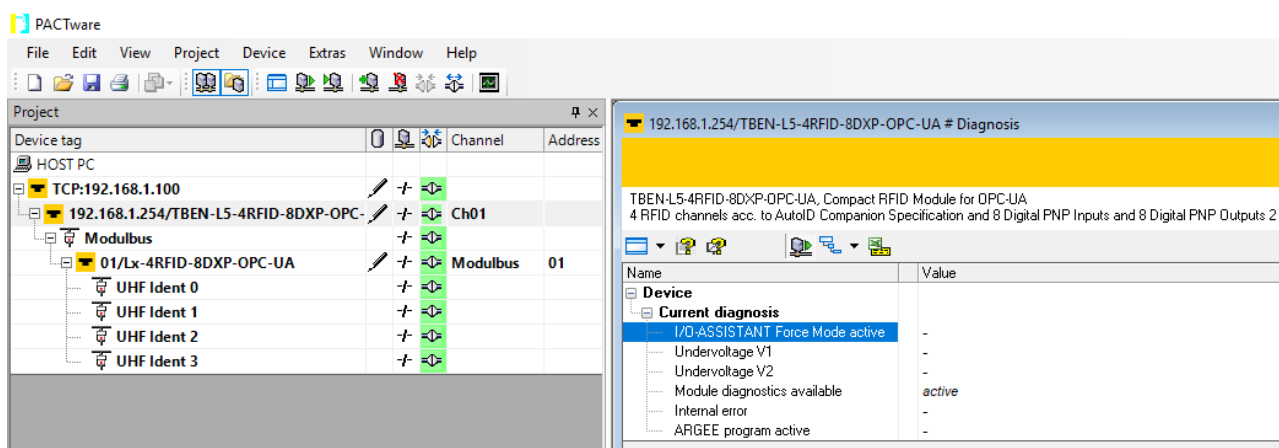 PACTware
File Edit View Project Device Extras Window Help
Project
Device tag Channel Address
HOST PC
TCP:192.168.1.100
192.168.1.254/TBEN-L5-4RFID-8DXP-OPC- Ch01
Modulbus
01/Lx-4RFID-8DXP-OPC-UA Modulbus 01
UHF Ident 0
UHF Ident 1
UHF Ident 2
UHF Ident 3
192.168.1.254/TBEN-L5-4RFID-8DXP-OPC-UA # Diagnosis
TBEN-L5-4RFID-8DXP-OPC-UA, Compact RFID Module for OPC-UA
4 RFID channels acc. to AutoID Companion Specification and 8 Digital PNP Inputs and 8 Digital PNP Outputs 2
Name Value
Device
Current diagnosis
I/O-ASSISTANT Force Mode active -
Undervoltage V1 -
Undervoltage V2 -
Module diagnostics available active
Internal error -
ARGEE program active -